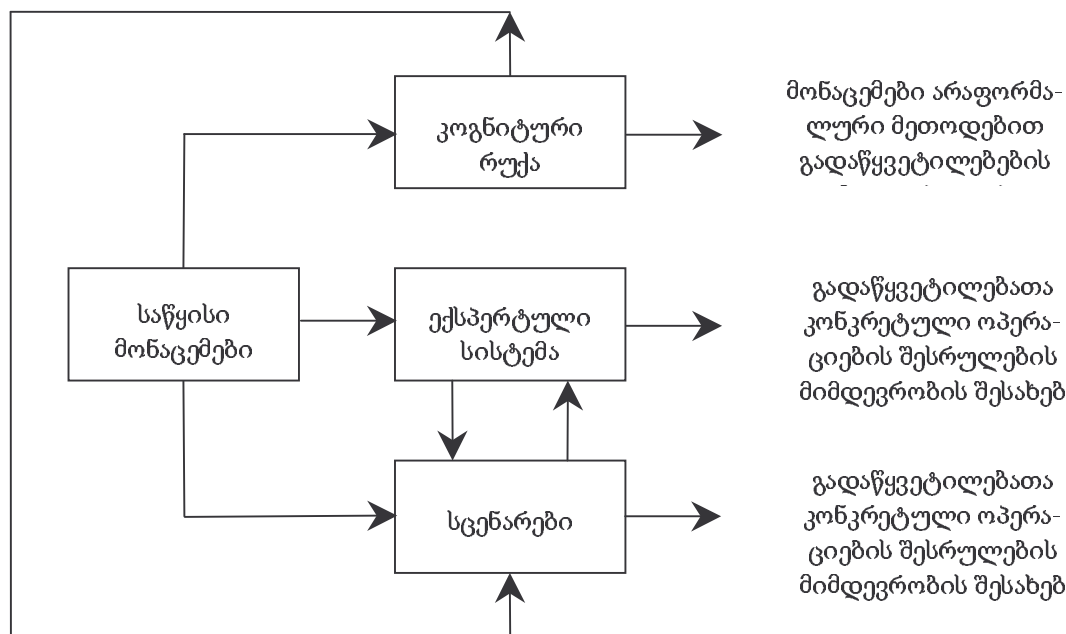 კოგნიტური
რუქა
მონაცემები არაფორმა-
ლური მეთოდებით
გადაწყვეტილებების
საწყისი
მონაცემები
ექსპერტული
სისტემა
გადაწყვეტილებათა
კონკრეტული ოპერა-
ციების შესრულების
მიმდევრობის შესახებ
სცენარები
გადაწყვეტილებათა
კონკრეტული ოპერა-
ციების შესრულების
მიმდევრობის შესახებ